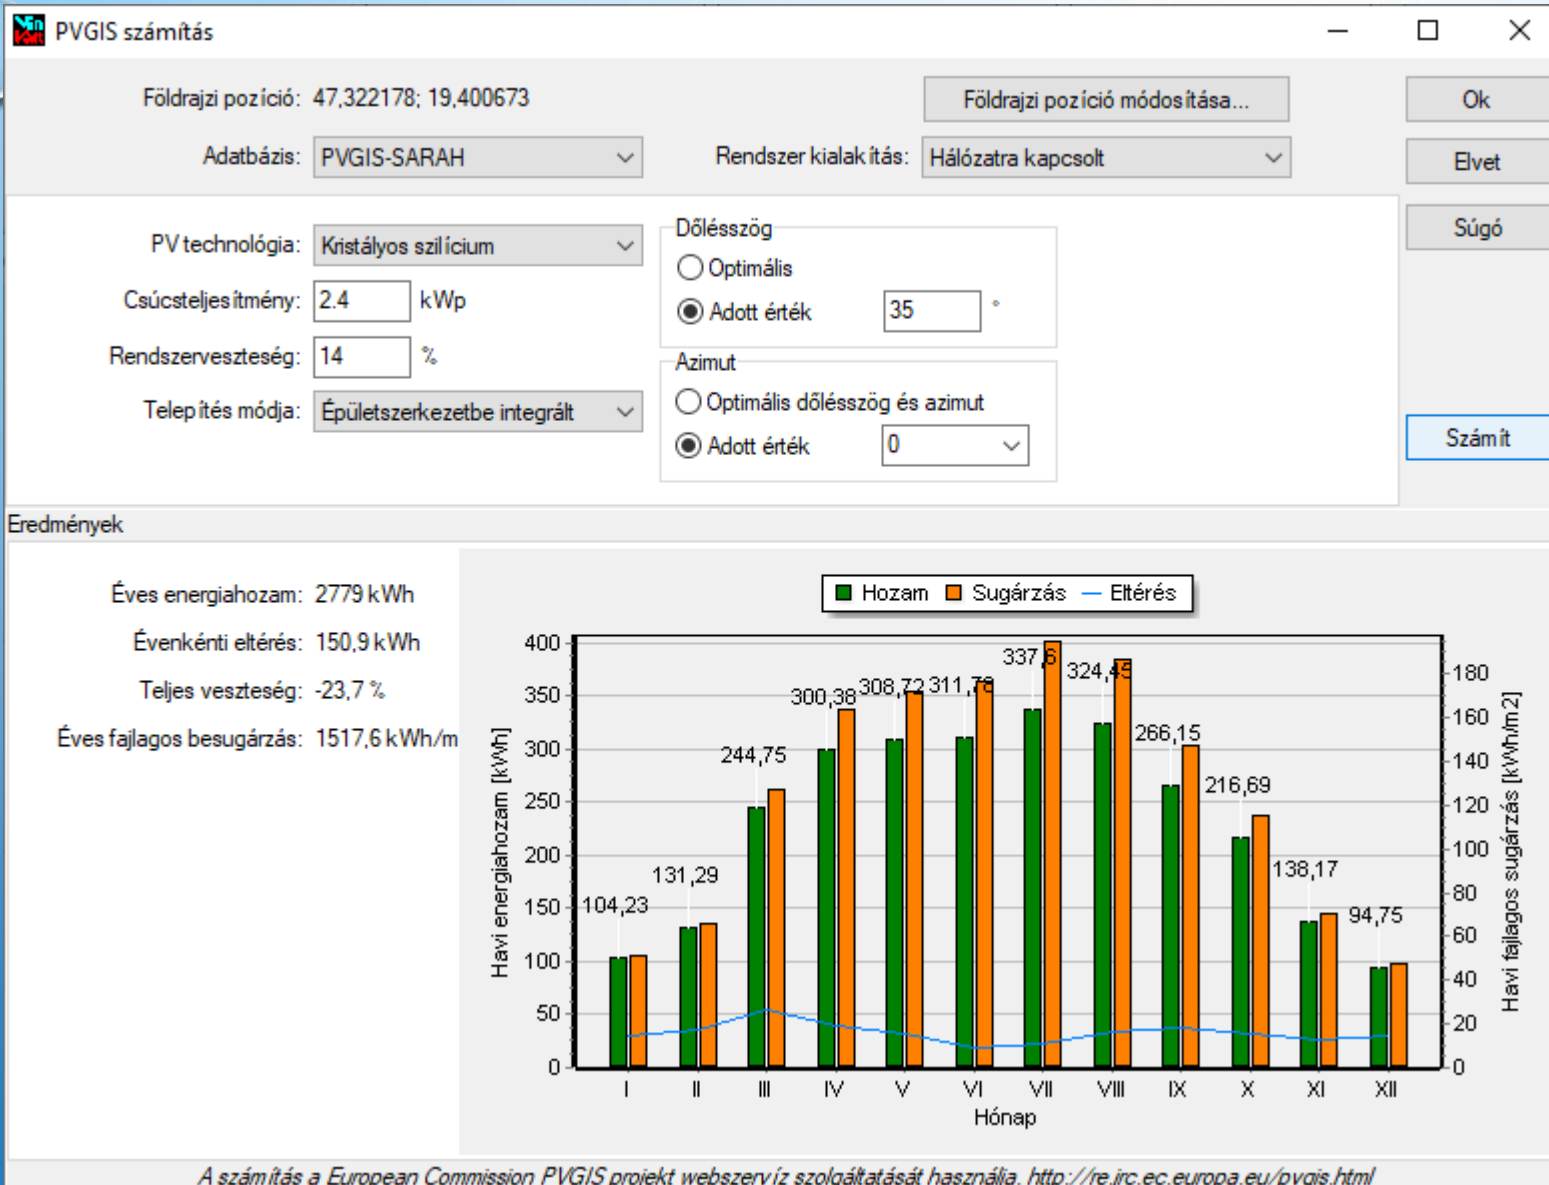 PVGIS számítás
Földrajzi pozíció: 47,322178; 19,400673
Földrajzi pozíció módosítása...
Ok
Adatbázis: PVGIS-SARAH
Rendszer kialakítás: Hálózatra kapcsolt
Elvet
PV technológia: Kristályos szilícium
Dőlésszög
Súgó
Optimális
Csúcsteljesítmény: 2.4 kWp
Adott érték 35 °
Rendszerveszteség: 14 %
Azimut
Telepítés módja: Épületszerkezetbe integrált
Optimális dőlésszög és azimut
Adott érték 0
Számít
Eredmények
Éves energiahozam: 2779 kWh
Évenkénti eltérés: 150,9 kWh
Teljes veszteség: -23,7 %
Éves fajlagos besugárzás: 1517,6 kWh/m
Hozam Sugárzás Eltérés
Havi energiahozam [kWh]
400
350
300
250
200
150
100
50
0
104,23
131,29
244,75
300,38
308,72
311,78
337,6
324,45
266,15
216,69
138,17
94,75
180
160
140
120
100
80
60
40
20
0
Havi fajlagos sugárzás [kWh/m2]
I II III IV V VI VII VIII IX X XI XII
Hónap
A számítás a European Commission PVGIS projekt webszervíz szolgáltatását használja. http://re.jrc.ec.europa.eu/pvgis.html